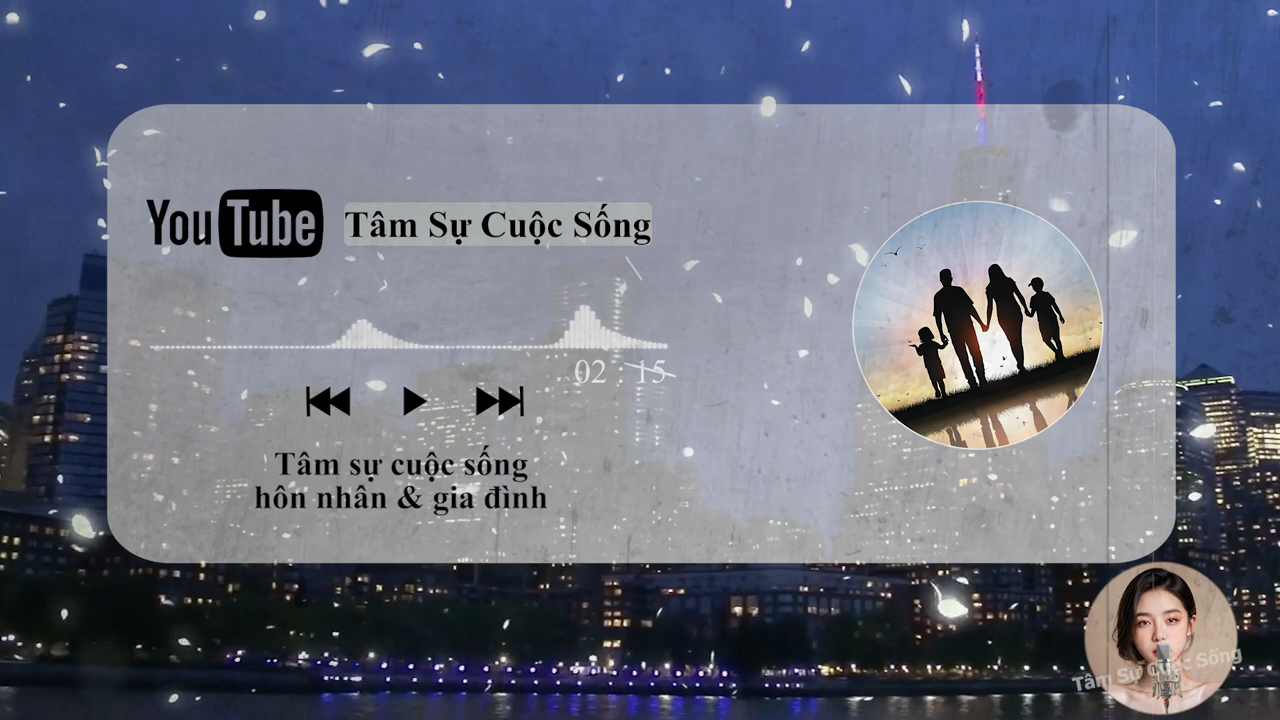 YouTube Tâm Sự Cuộc Sống
02 : 15
Tâm sự cuộc sống
hôn nhân & gia đình
Tâm Sự Cuộc Sống